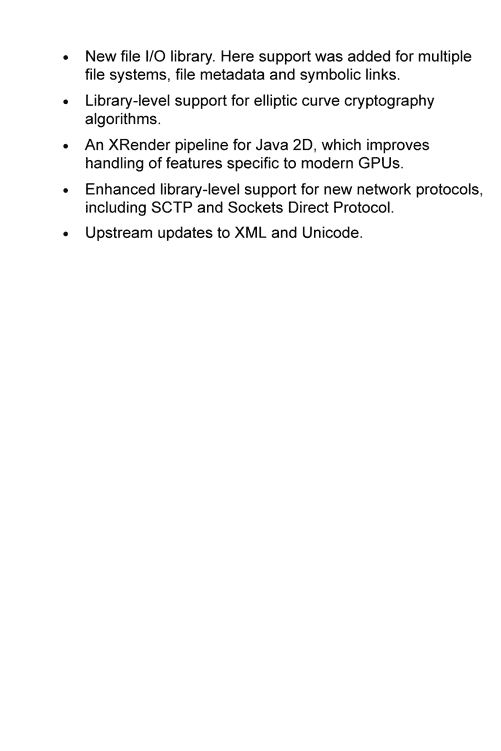 • New file I/O library. Here support was added for multiple
file systems, file metadata and symbolic links.
• Library-level support for elliptic curve cryptography
algorithms.
• An XRender pipeline for Java 2D, which improves
handling of features specific to modern GPUs.
• Enhanced library-level support for new network protocols,
including SCTP and Sockets Direct Protocol.
• Upstream updates to XML and Unicode.